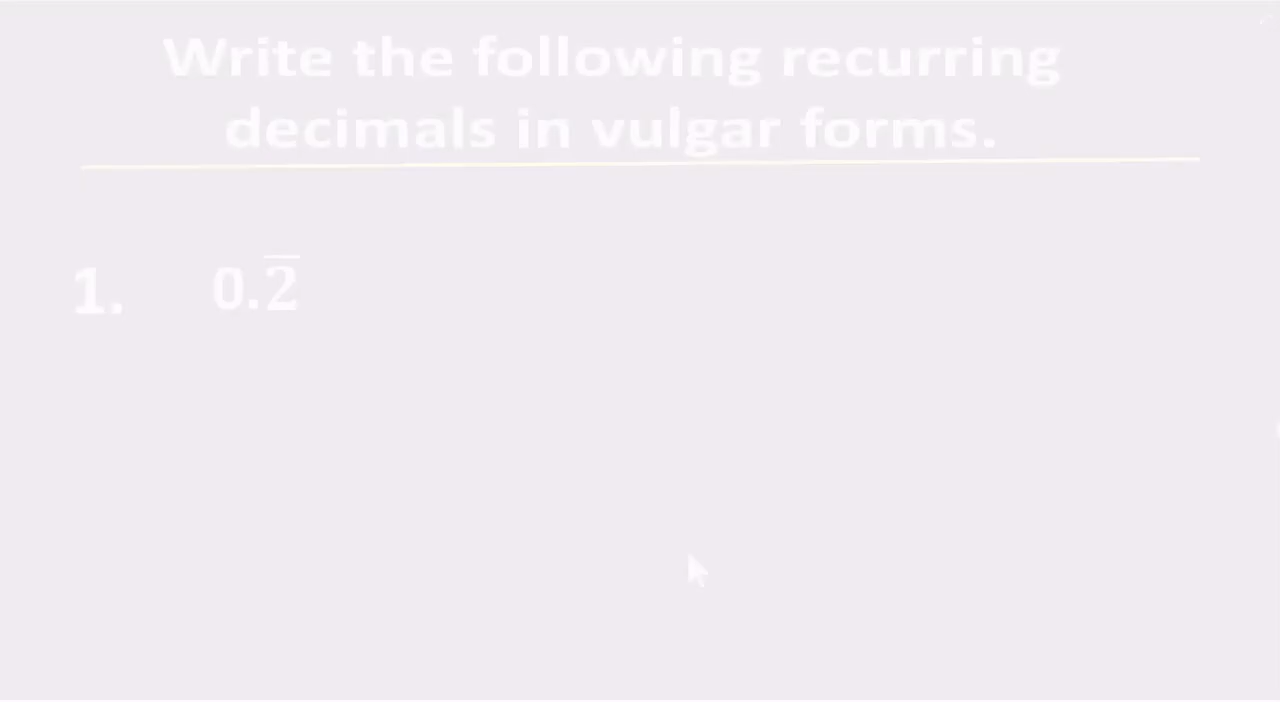 Write the following recurring
decimals in vulgar forms.
1. 0.2̅